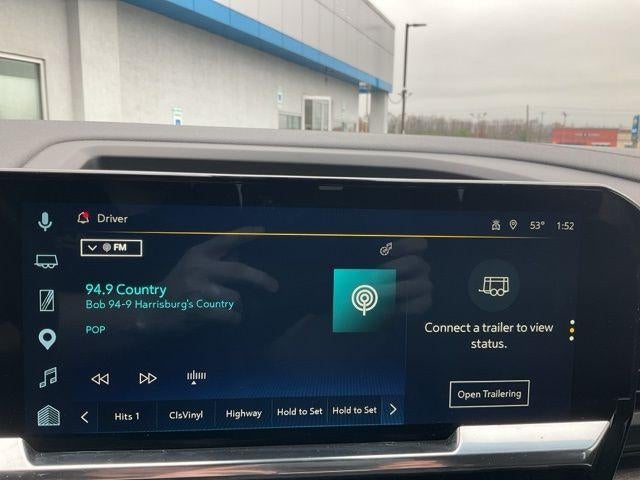 Driver
53° 1:52
FM
94.9 Country
Bob 94-9 Harrisburg's Country
POP
Connect a trailer to view
status.
Open Trailering
Hits 1 ClsVinyl Highway Hold to Set Hold to Set